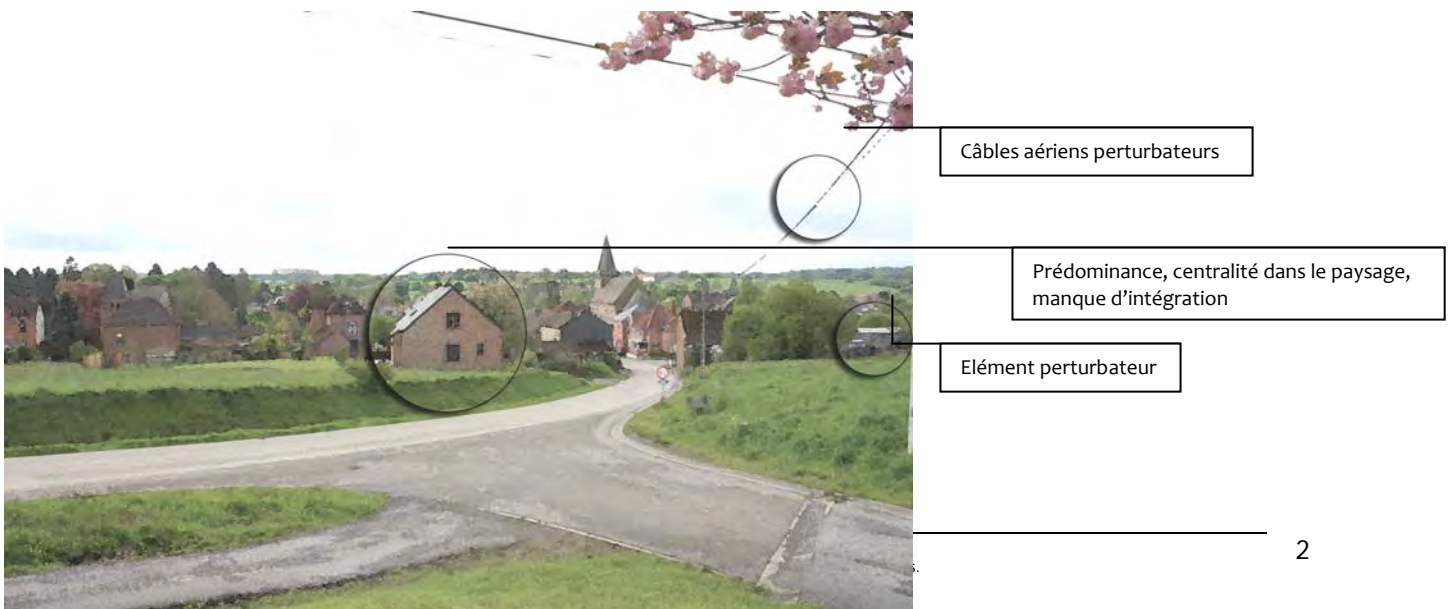 Câbles aériens perturbateurs
Prédominance, centralité dans le paysage,
manque d'intégration
Elément perturbateur
2
s.